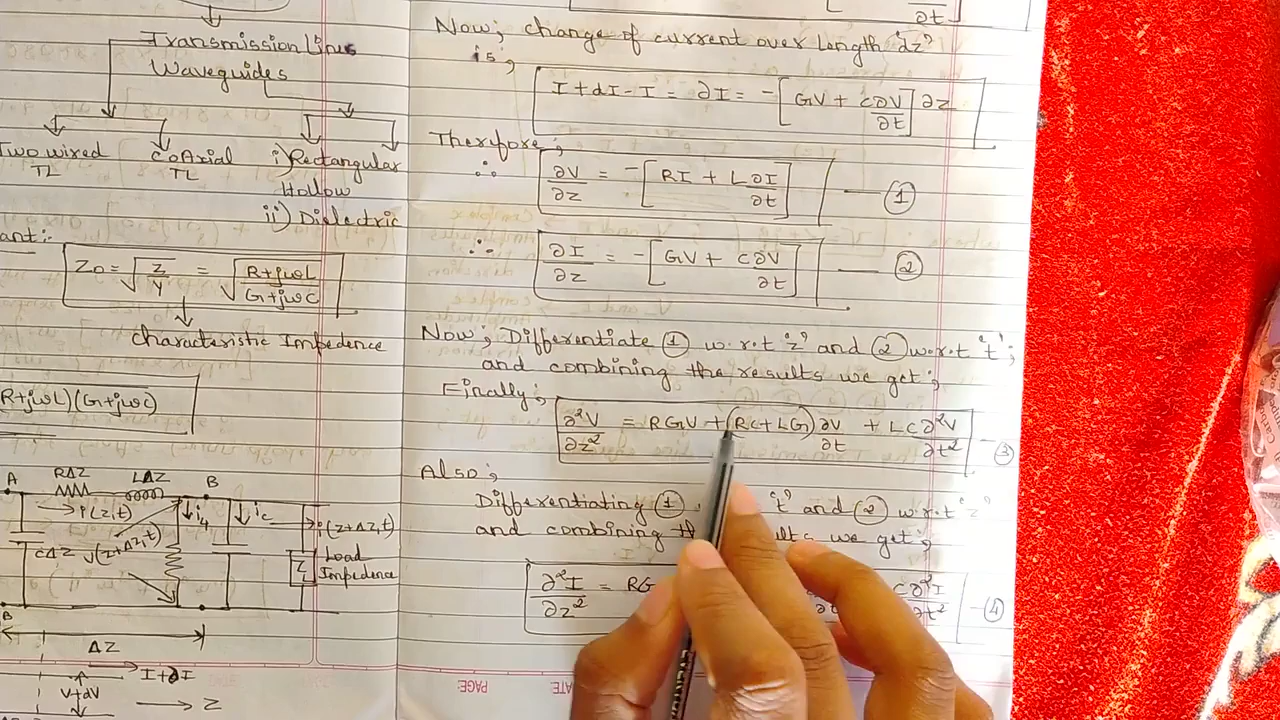 Transmission Lines
Waveguides
Two wired
TL
CoAxial
TL
i) Rectangular
Hollow
ii) Dielectric
ant:-
Z0 = √Z/Y = √R+jωL/G+jωC
characteristic Impedence
R+jωL)(G+jωC)
A
RΔZ
LΔZ
B
i(z,t)
i4
ic
i(z+ΔZ,t)
v(z+ΔZ,t)
CΔZ
ZL
Load
Impedence
B
ΔZ
I+∂I
V+dV
Z
∂t
Now; change of current over Length 'dz'
is;
I+dI-I = ∂I = -[GV + C∂V/∂t]∂z
Therefore;
∴ ∂V/∂z = -[RI + L∂I/∂t] — ①
∴ ∂I/∂z = -[GV + C∂V/∂t] — ②
Now; Differentiate ① w.r.t 'z' and ② w.r.t 't';
and combining the results we get;
Finally;
∂²V/∂z² = RGV + (RC+LG)∂V/∂t + LC∂²V/∂t² - ③
Also;
Differentiating ① 't' and ② w.r.t 'z'
and combining we get;
∂²I/∂z² = RG C∂²I/∂t² - ④
PAGE: